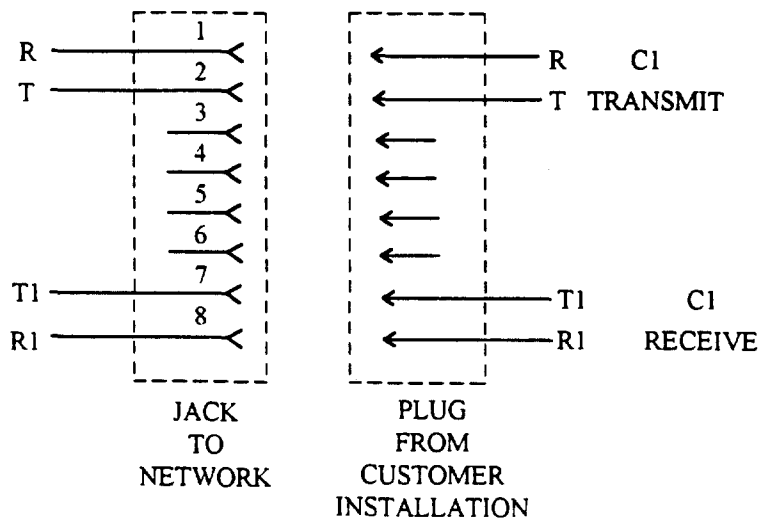 1
R R C1
2
T T TRANSMIT
3
4
5
6
7
T1 T1 C1
8
R1 R1 RECEIVE
JACK
TO
NETWORK
PLUG
FROM
CUSTOMER
INSTALLATION